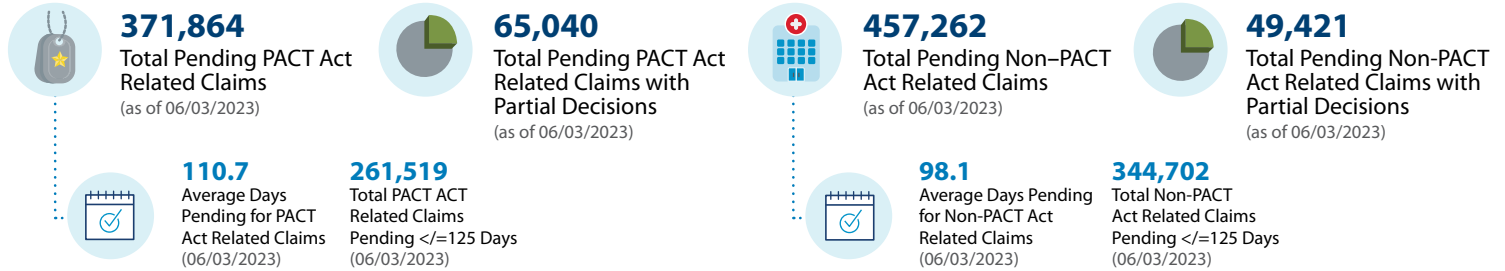 371,864
Total Pending PACT Act
Related Claims
(as of 06/03/2023)
65,040
Total Pending PACT Act
Related Claims with
Partial Decisions
(as of 06/03/2023)
110.7
Average Days
Pending for PACT
Act Related Claims
(06/03/2023)
261,519
Total PACT ACT
Related Claims
Pending </=125 Days
(06/03/2023)
457,262
Total Pending Non–PACT
Act Related Claims
(as of 06/03/2023)
49,421
Total Pending Non-PACT
Act Related Claims with
Partial Decisions
(as of 06/03/2023)
98.1
Average Days Pending
for Non-PACT Act
Related Claims
(06/03/2023)
344,702
Total Non-PACT
Act Related Claims
Pending </=125 Days
(06/03/2023)